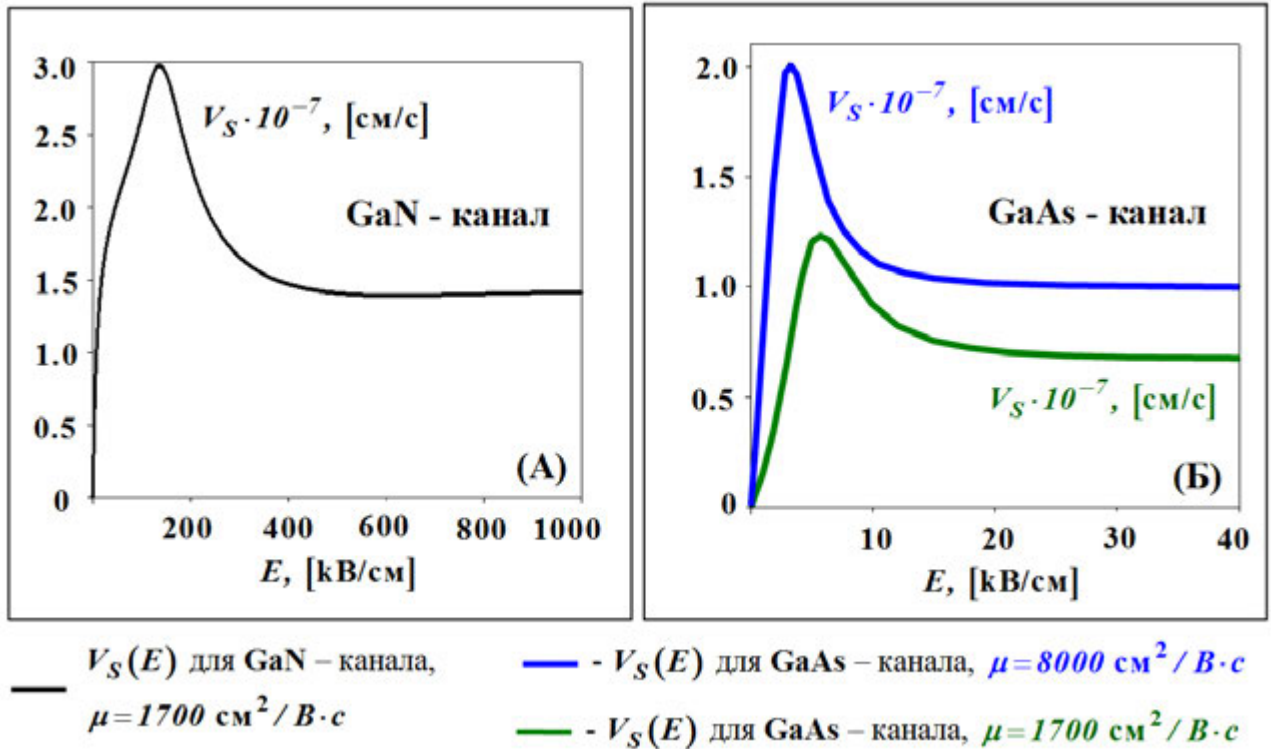 3.0
2.5
2.0
1.5
1.0
0.5
0
V_S · 10⁻⁷, [см/с]
GaN - канал
(А)
200 400 600 800 1000
E, [kВ/см]
2.0
1.5
1.0
0.5
0
V_S · 10⁻⁷, [см/с]
GaAs - канал
V_S · 10⁻⁷, [см/с]
(Б)
10 20 30 40
E, [kВ/см]
V_S(E) для GaN – канала,
μ=1700 см²/В·с
- V_S(E) для GaAs – канала, μ=8000 см²/В·с
- V_S(E) для GaAs – канала, μ=1700 см²/В·с